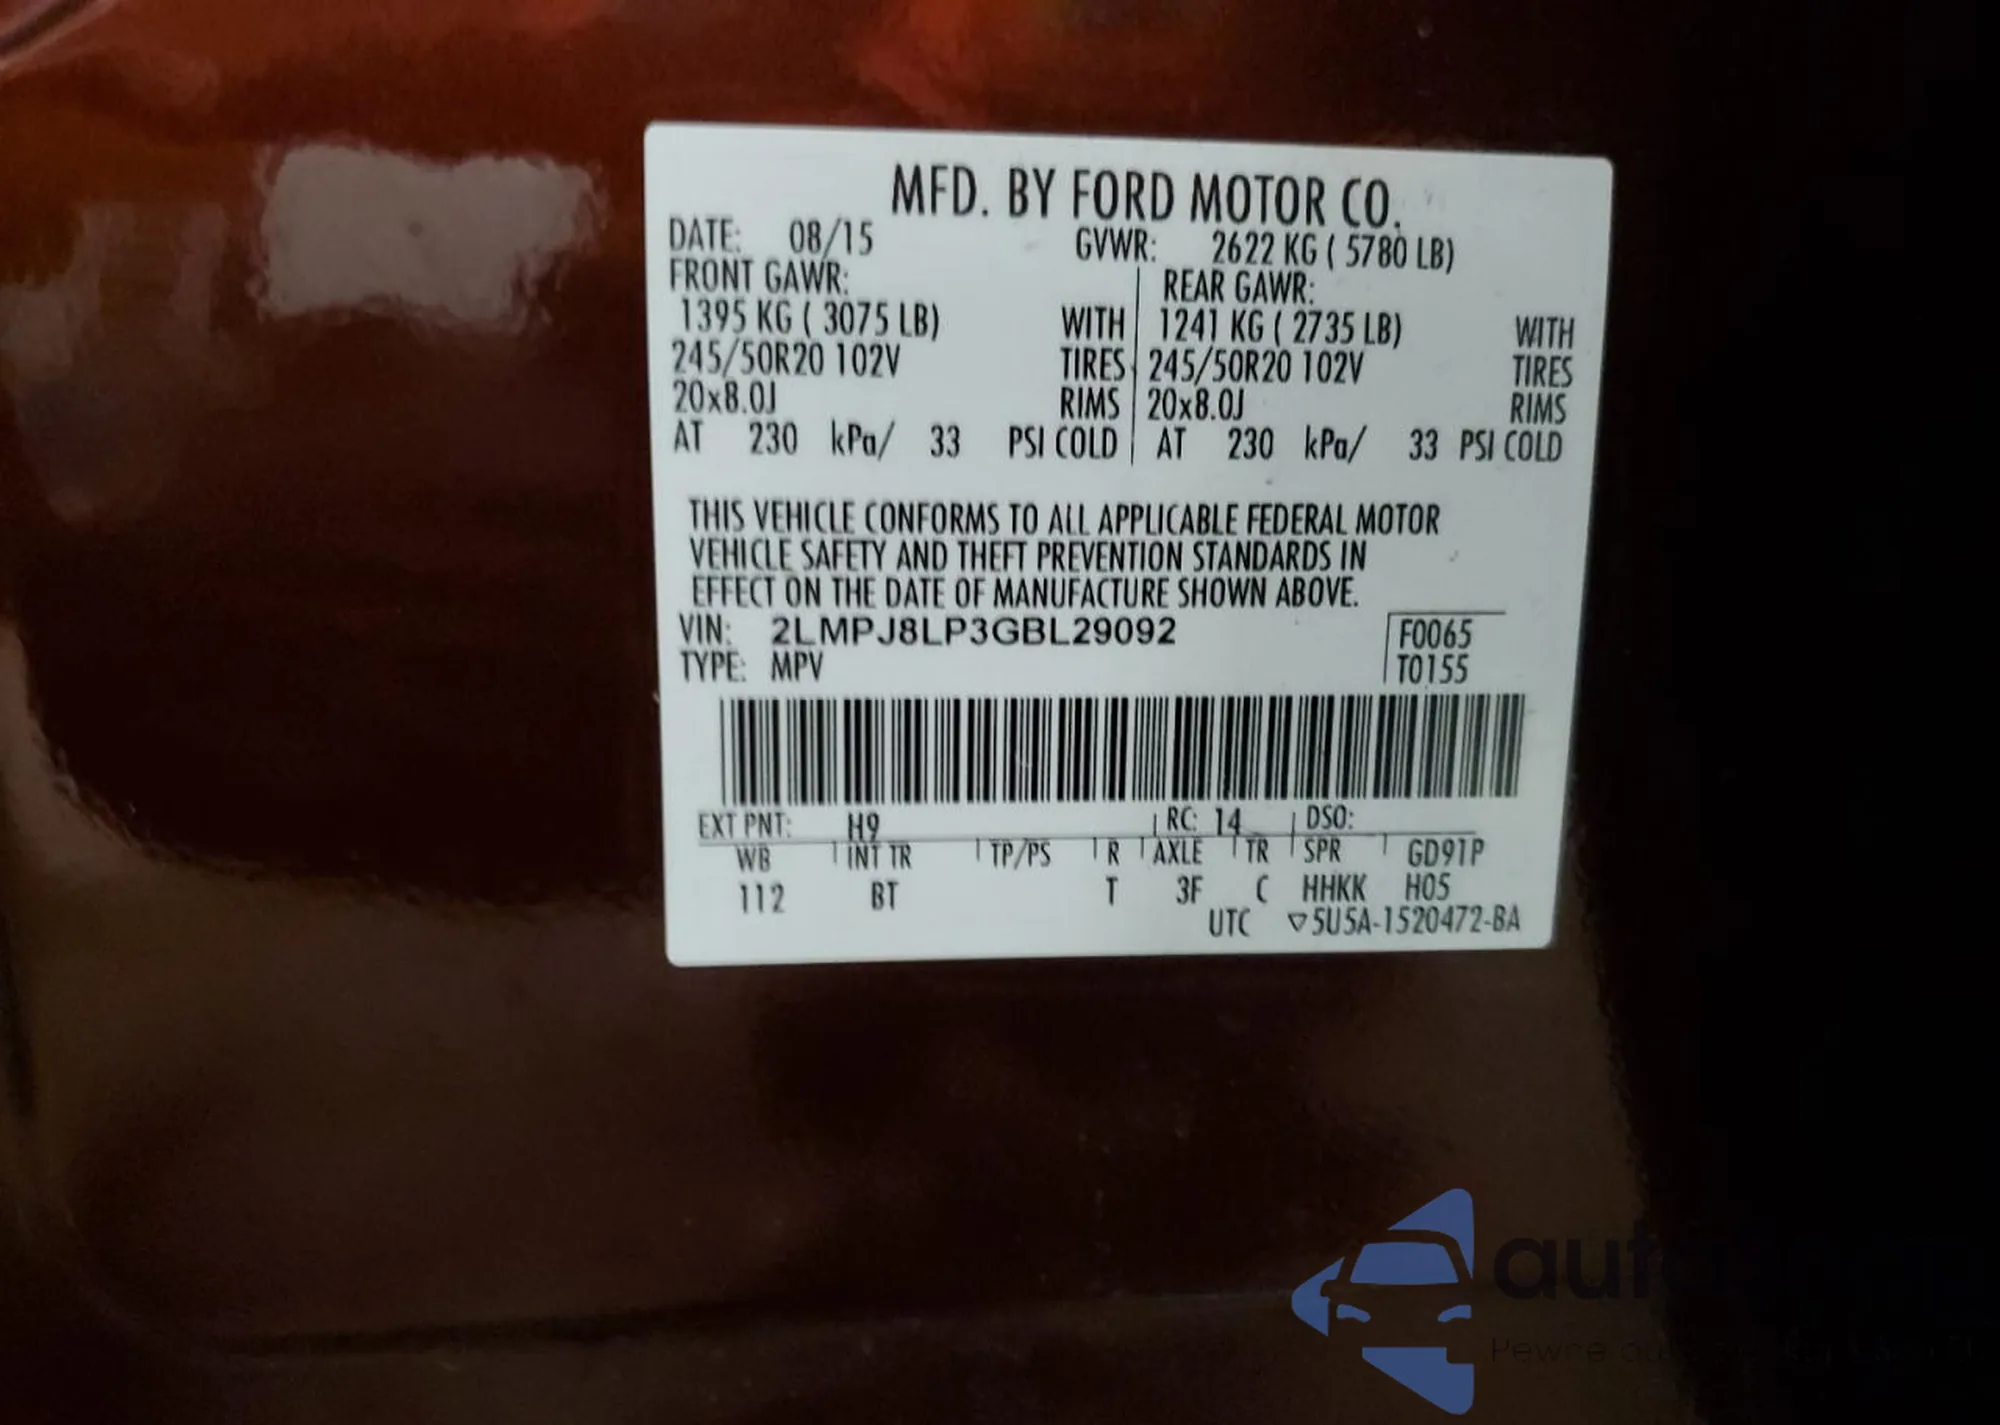 MFD. BY FORD MOTOR CO.
DATE: 08/15 GVWR: 2622 KG ( 5780 LB)
FRONT GAWR: REAR GAWR:
1395 KG ( 3075 LB) WITH 1241 KG ( 2735 LB) WITH
245/50R20 102V TIRES 245/50R20 102V TIRES
20x8.0J RIMS 20x8.0J RIMS
AT 230 kPa/ 33 PSI COLD AT 230 kPa/ 33 PSI COLD
THIS VEHICLE CONFORMS TO ALL APPLICABLE FEDERAL MOTOR
VEHICLE SAFETY AND THEFT PREVENTION STANDARDS IN
EFFECT ON THE DATE OF MANUFACTURE SHOWN ABOVE.
VIN: 2LMPJ8LP3GBL29092 F0065
TYPE: MPV T0155
EXT PNT: H9 RC: 14 DSO:
WB INT TR TP/PS R AXLE TR SPR GD91P
112 BT T 3F C HHKK H05
UTC ▽5U5A-1520472-BA
Pewne